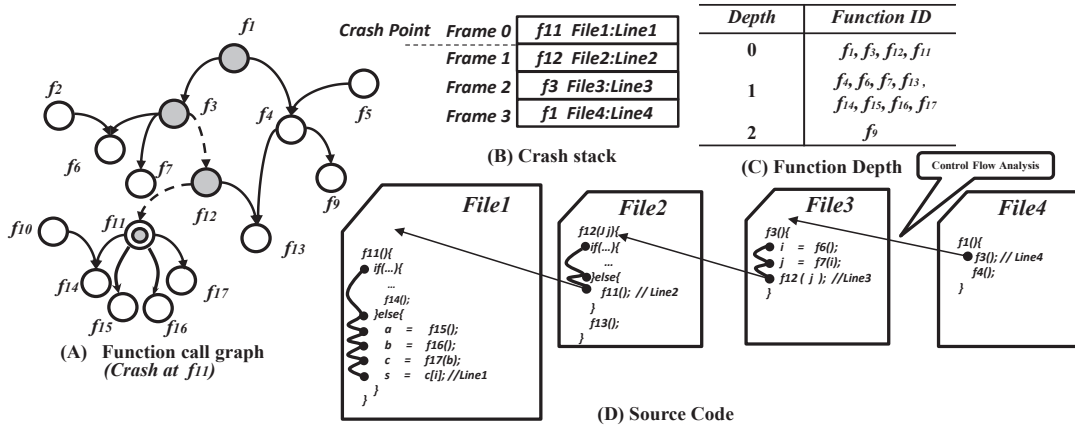 f1
f2
f3
f4
f5
f6
f7
f12
f9
f11
f10
f13
f14
f17
f15
f16
(A) Function call graph
(Crash at f11)
Crash Point
Frame 0 f11 File1:Line1
Frame 1 f12 File2:Line2
Frame 2 f3 File3:Line3
Frame 3 f1 File4:Line4
(B) Crash stack
Depth Function ID
0 f1, f3, f12, f11
1 f4, f6, f7, f13 ,
f14, f15, f16, f17
2 f9
(C) Function Depth
Control Flow Analysis
File1
f11(){
if(...){
...
f14();
}else{
a = f15();
b = f16();
c = f17(b);
s = c[i]; //Line1
}
}
File2
f12(J j){
if(...){
...
}else{
f11(); // Line2
}
f13();
}
File3
f3(){
i = f6();
j = f7(i);
f12 ( j ); //Line3
}
File4
f1(){
f3(); // Line4
f4();
}
(D) Source Code